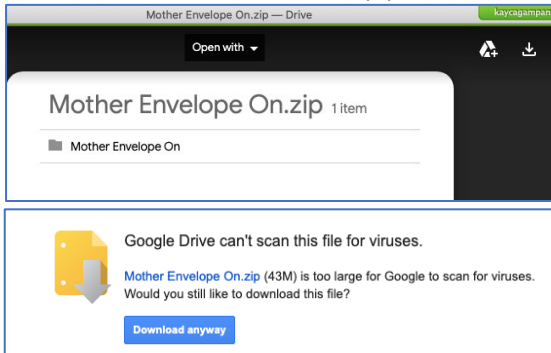 Mother Envelope On.zip — Drive
kaycagampan
Open with
Mother Envelope On.zip 1 item
Mother Envelope On
Google Drive can't scan this file for viruses.
Mother Envelope On.zip (43M) is too large for Google to scan for viruses.
Would you still like to download this file?
Download anyway